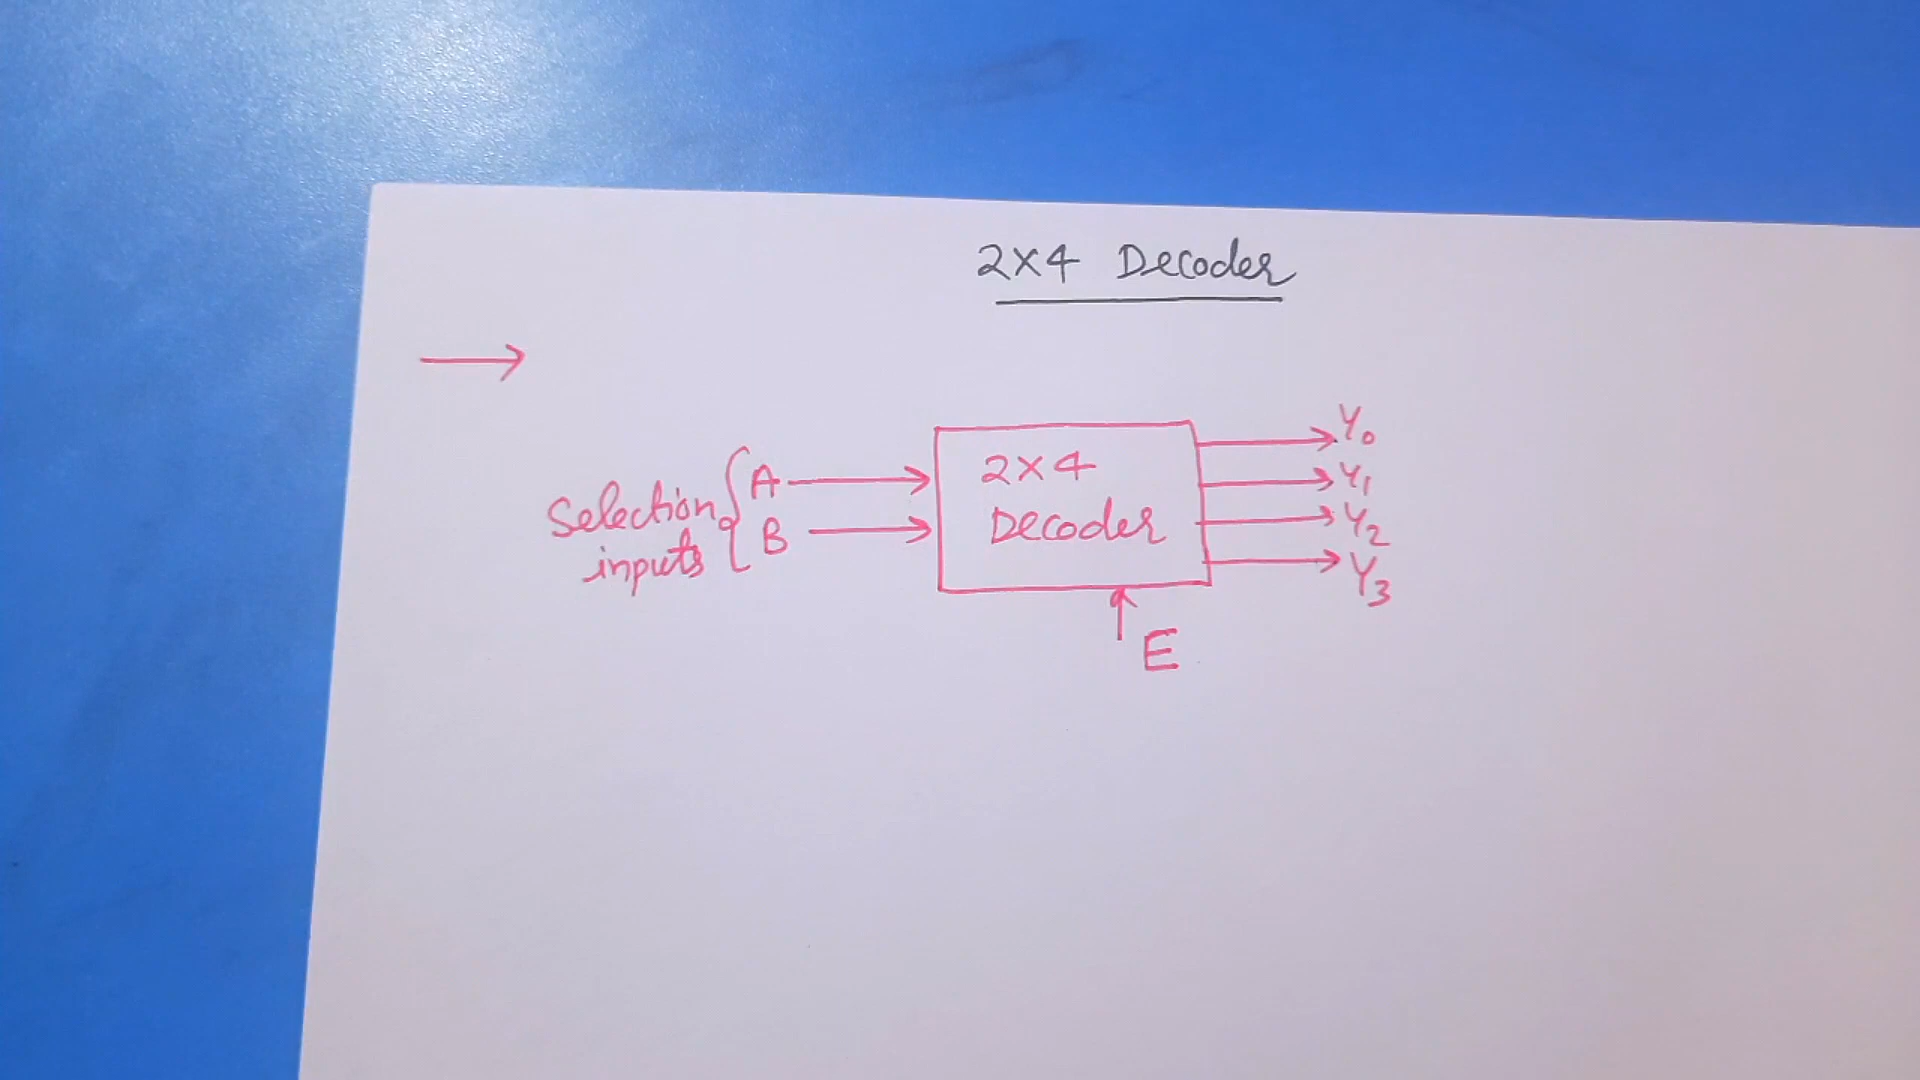 2X4 Decoder
Selection inputs
A
B
2X4
Decoder
Y0
Y1
Y2
Y3
E